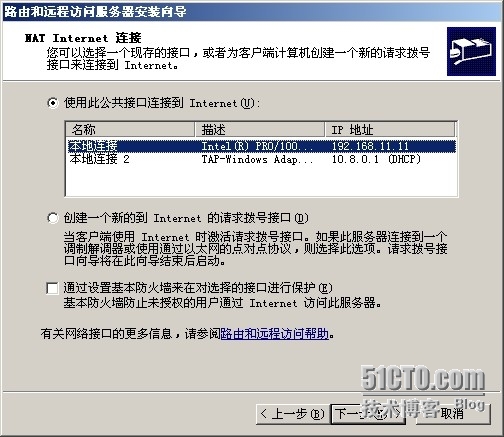 路由和远程访问服务器安装向导
NAT Internet 连接
您可以选择一个现存的接口，或者为客户端计算机创建一个新的请求拨号
接口来连接到 Internet。
使用此公共接口连接到 Internet(U):
名称 描述 IP 地址
本地连接 Intel(R) PRO/100... 192.168.11.11
本地连接 2 TAP-Windows Adap... 10.8.0.1 (DHCP)
创建一个新的到 Internet 的请求拨号接口(D)
当客户端使用 Internet 时激活请求拨号接口。如果此服务器连接到一个
调制解调器或使用通过以太网的点对点协议，则选择此选项。请求拨号接
口向导将在此向导结束后启动。
通过设置基本防火墙来在对选择的接口进行保护(E)
基本防火墙防止未授权的用户通过 Internet 访问此服务器。
有关网络接口的更多信息，请参阅路由和远程访问帮助。
51CTO.com
技术博客 Blog
< 上一步(B) 下一步 取消